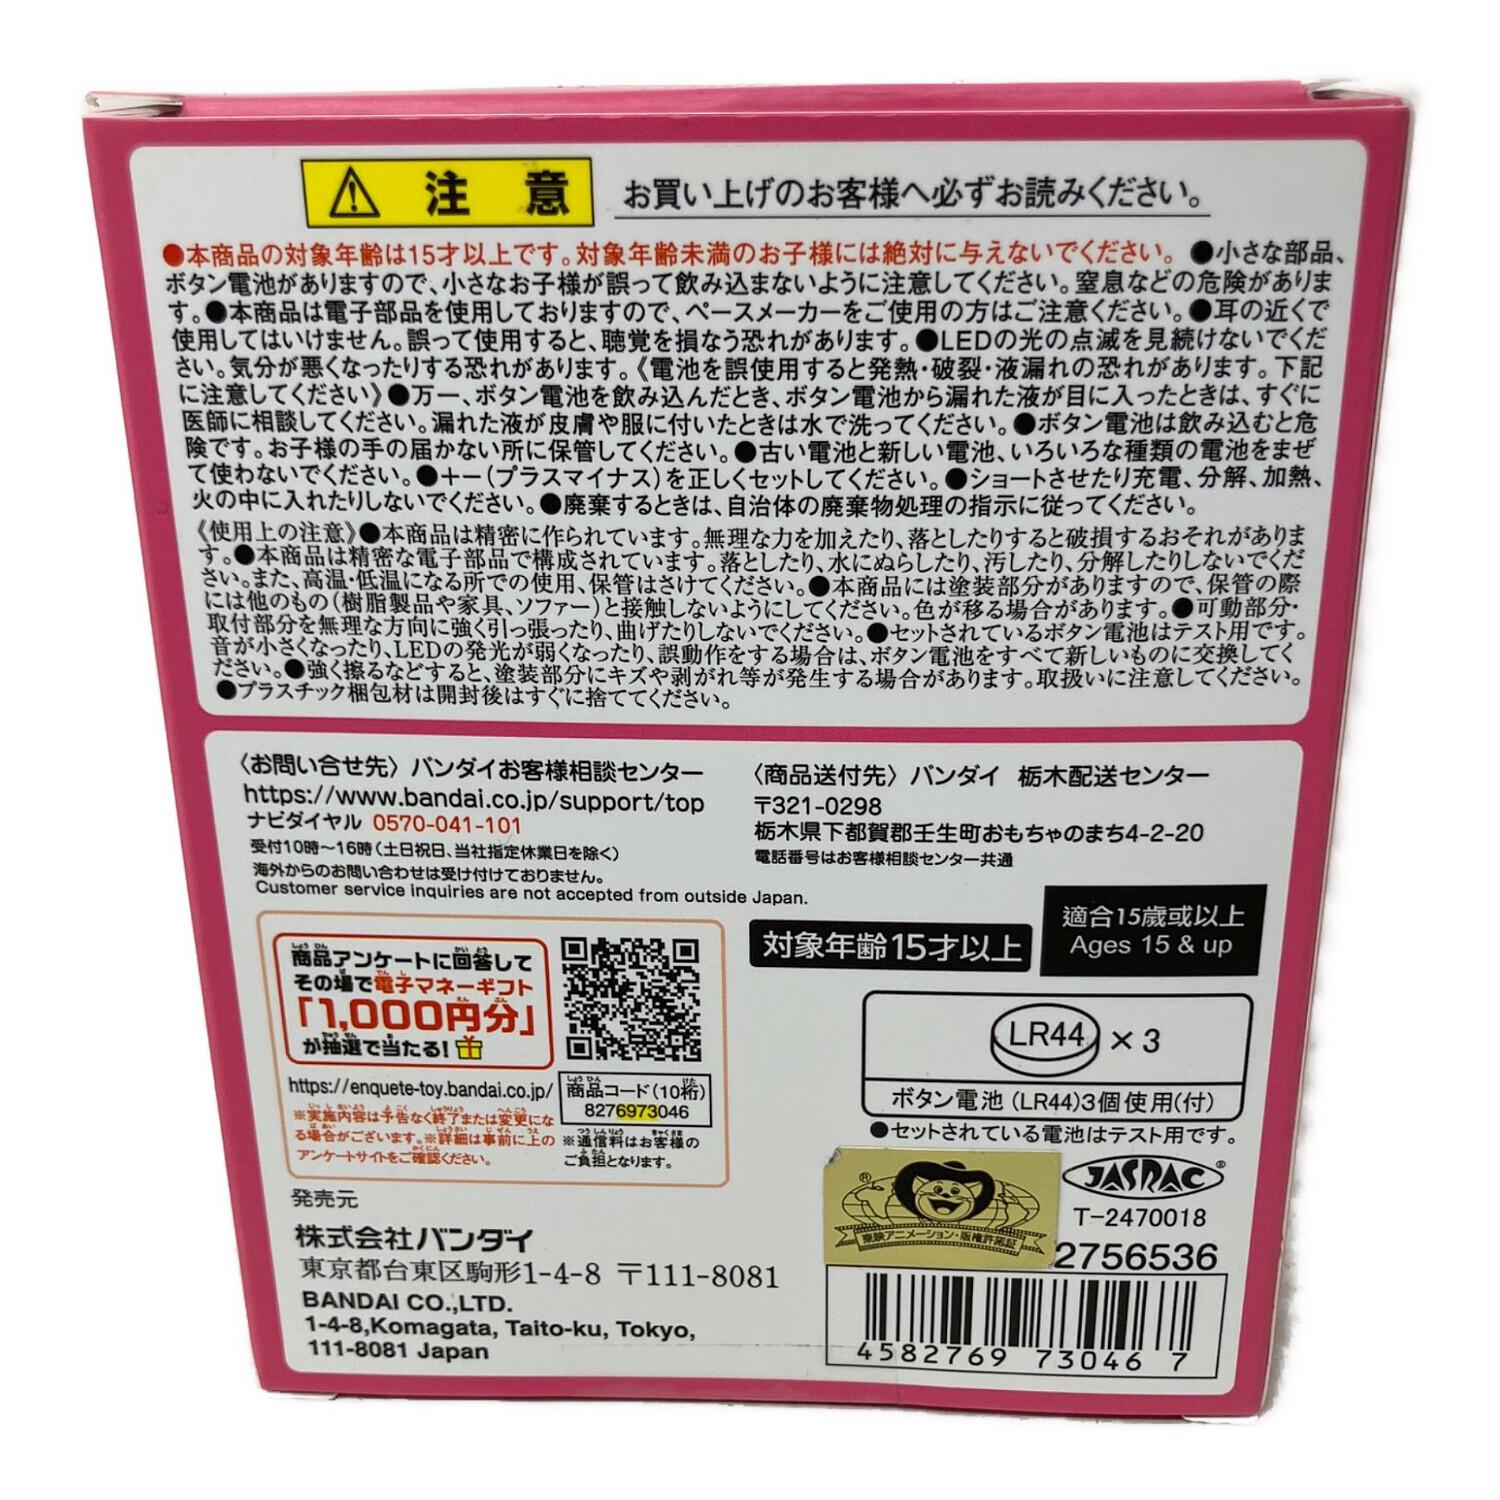 注意 お買い上げのお客様へ必ずお読みください。
●本商品の対象年齢は15才以上です。対象年齢未満のお子様には絶対に与えないでください。●小さな部品、
ボタン電池がありますので、小さなお子様が誤って飲み込まないように注意してください。窒息などの危険がありま
す。●本商品は電子部品を使用しておりますので、ペースメーカーをご使用の方はご注意ください。●耳の近くで
使用してはいけません。誤って使用すると、聴覚を損なう恐れがあります。●LEDの光の点滅を見続けないでくだ
さい。気分が悪くなったりする恐れがあります。《電池を誤使用すると発熱・破裂・液漏れの恐れがあります。下記
に注意してください》●万一、ボタン電池を飲み込んだとき、ボタン電池から漏れた液が目に入ったときは、すぐに
医師に相談してください。漏れた液が皮膚や服に付いたときは水で洗ってください。●ボタン電池は飲み込むと危
険です。お子様の手の届かない所に保管してください。●古い電池と新しい電池、いろいろな種類の電池をまぜ
て使わないでください。●+−(プラスマイナス)を正しくセットしてください。●ショートさせたり充電、分解、加熱、
火の中に入れたりしないでください。●廃棄するときは、自治体の廃棄物処理の指示に従ってください。
《使用上の注意》●本商品は精密に作られています。無理な力を加えたり、落としたりすると破損するおそれがありま
す。●本商品は精密な電子部品で構成されています。落としたり、水にぬらしたり、汚したり、分解したりしないでくだ
さい。また、高温・低温になる所での使用、保管はさけてください。●本商品には塗装部分がありますので、保管の際
には他のもの(樹脂製品や家具、ソファー)と接触しないようにしてください。色が移る場合があります。●可動部分・
取付部分を無理な方向に強く引っ張ったり、曲げたりしないでください。●セットされているボタン電池はテスト用です。
音が小さくなったり、LEDの発光が弱くなったり、誤動作をする場合は、ボタン電池をすべて新しいものに交換してく
ださい。●強く擦るなどすると、塗装部分にキズや剥がれ等が発生する場合があります。取扱いに注意してください。
●プラスチック梱包材は開封後はすぐに捨ててください。
〈お問い合せ先〉バンダイお客様相談センター
https://www.bandai.co.jp/support/top
ナビダイヤル 0570-041-101
受付10時〜16時(土日祝日、当社指定休業日を除く)
海外からのお問い合わせは受け付けておりません。
Customer service inquiries are not accepted from outside Japan.
〈商品送付先〉バンダイ 栃木配送センター
〒321-0298
栃木県下都賀郡壬生町おもちゃのまち4-2-20
電話番号はお客様相談センター共通
対象年齢15才以上
適合15歳或以上
Ages 15 & up
商品アンケートに回答して
その場で電子マネーギフト
「1,000円分」
が抽選で当たる!
https://enquete-toy.bandai.co.jp/
※実施内容は予告なく終了または変更にな
る場合がございます。※詳細は事前に上の
アンケートサイトをご確認ください。
商品コード(10桁)
8276973046
※通信料はお客様の
ご負担となります。
LR44 × 3
ボタン電池(LR44)3個使用(付)
●セットされている電池はテスト用です。
発売元
株式会社バンダイ
東京都台東区駒形1-4-8 〒111-8081
BANDAI CO.,LTD.
1-4-8,Komagata, Taito-ku, Tokyo,
111-8081 Japan
®
東映アニメーション・版権許諾証
JASRAC®
T-2470018
2756536
4582769 73046 7